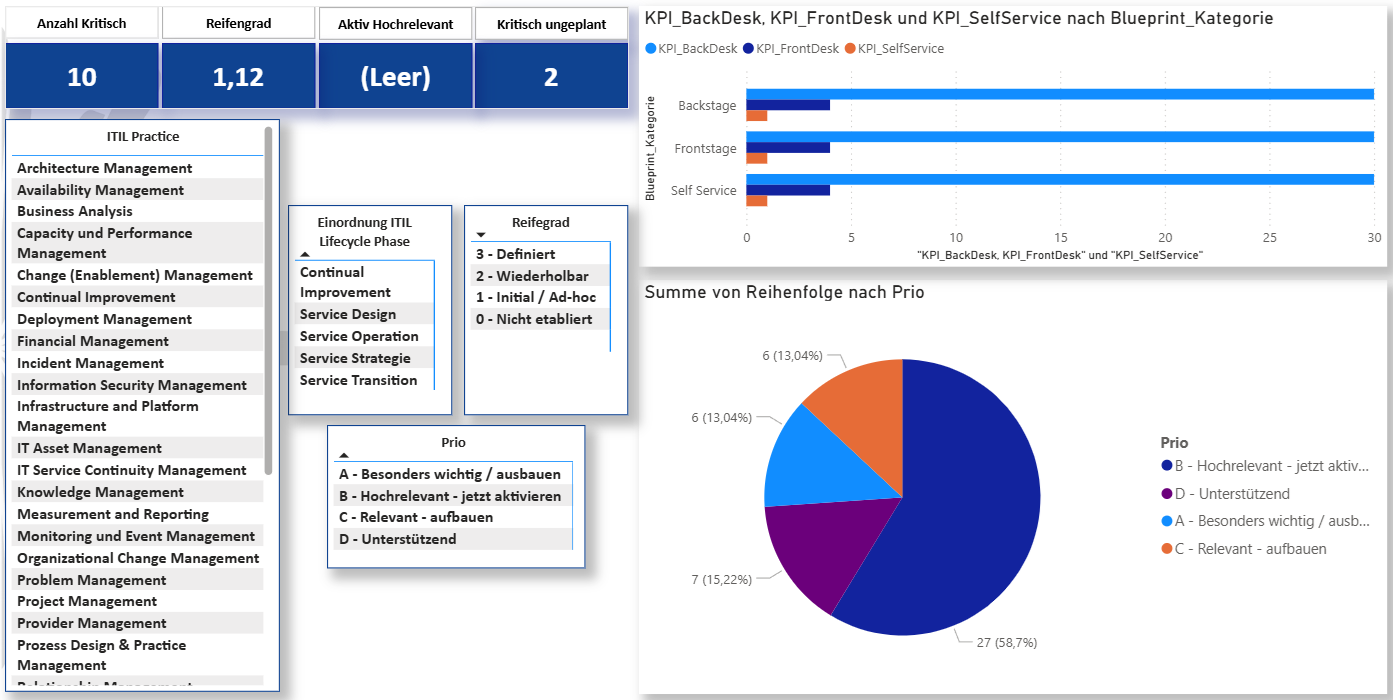 Anzahl Kritisch
Reifengrad
Aktiv Hochrelevant
Kritisch ungeplant
10
1,12
(Leer)
2
ITIL Practice
Architecture Management
Availability Management
Business Analysis
Capacity und Performance
Management
Change (Enablement) Management
Continual Improvement
Deployment Management
Financial Management
Incident Management
Information Security Management
Infrastructure and Platform
Management
IT Asset Management
IT Service Continuity Management
Knowledge Management
Measurement and Reporting
Monitoring und Event Management
Organizational Change Management
Problem Management
Project Management
Provider Management
Prozess Design & Practice
Management
Einordnung ITIL
Lifecycle Phase
Continual
Improvement
Service Design
Service Operation
Service Strategie
Service Transition
Reifegrad
3 - Definiert
2 - Wiederholbar
1 - Initial / Ad-hoc
0 - Nicht etabliert
Prio
A - Besonders wichtig / ausbauen
B - Hochrelevant - jetzt aktivieren
C - Relevant - aufbauen
D - Unterstützend
KPI_BackDesk, KPI_FrontDesk und KPI_SelfService nach Blueprint_Kategorie
KPI_BackDesk KPI_FrontDesk KPI_SelfService
Blueprint_Kategorie
Backstage
Frontstage
Self Service
0 5 10 15 20 25 30
"KPI_BackDesk, KPI_FrontDesk" und "KPI_SelfService"
Summe von Reihenfolge nach Prio
6 (13,04%)
6 (13,04%)
7 (15,22%)
27 (58,7%)
Prio
B - Hochrelevant - jetzt aktiv...
D - Unterstützend
A - Besonders wichtig / ausb...
C - Relevant - aufbauen